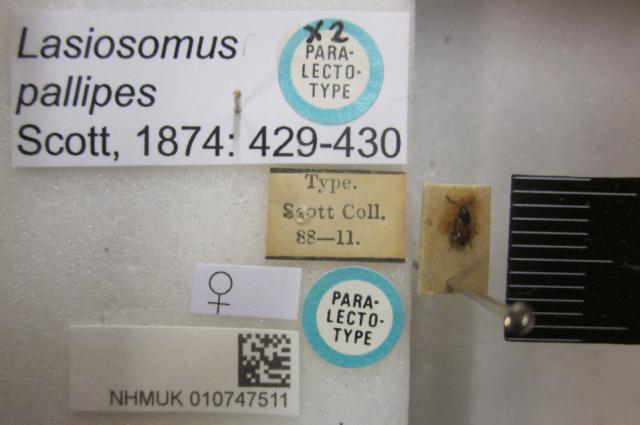 Lasiosomus
pallipes
Scott, 1874: 429-430
x2
PARA-
LECTO-
TYPE
Type.
Scott Coll.
88—11.
♀
PARA-
LECTO-
TYPE
NHMUK 010747511